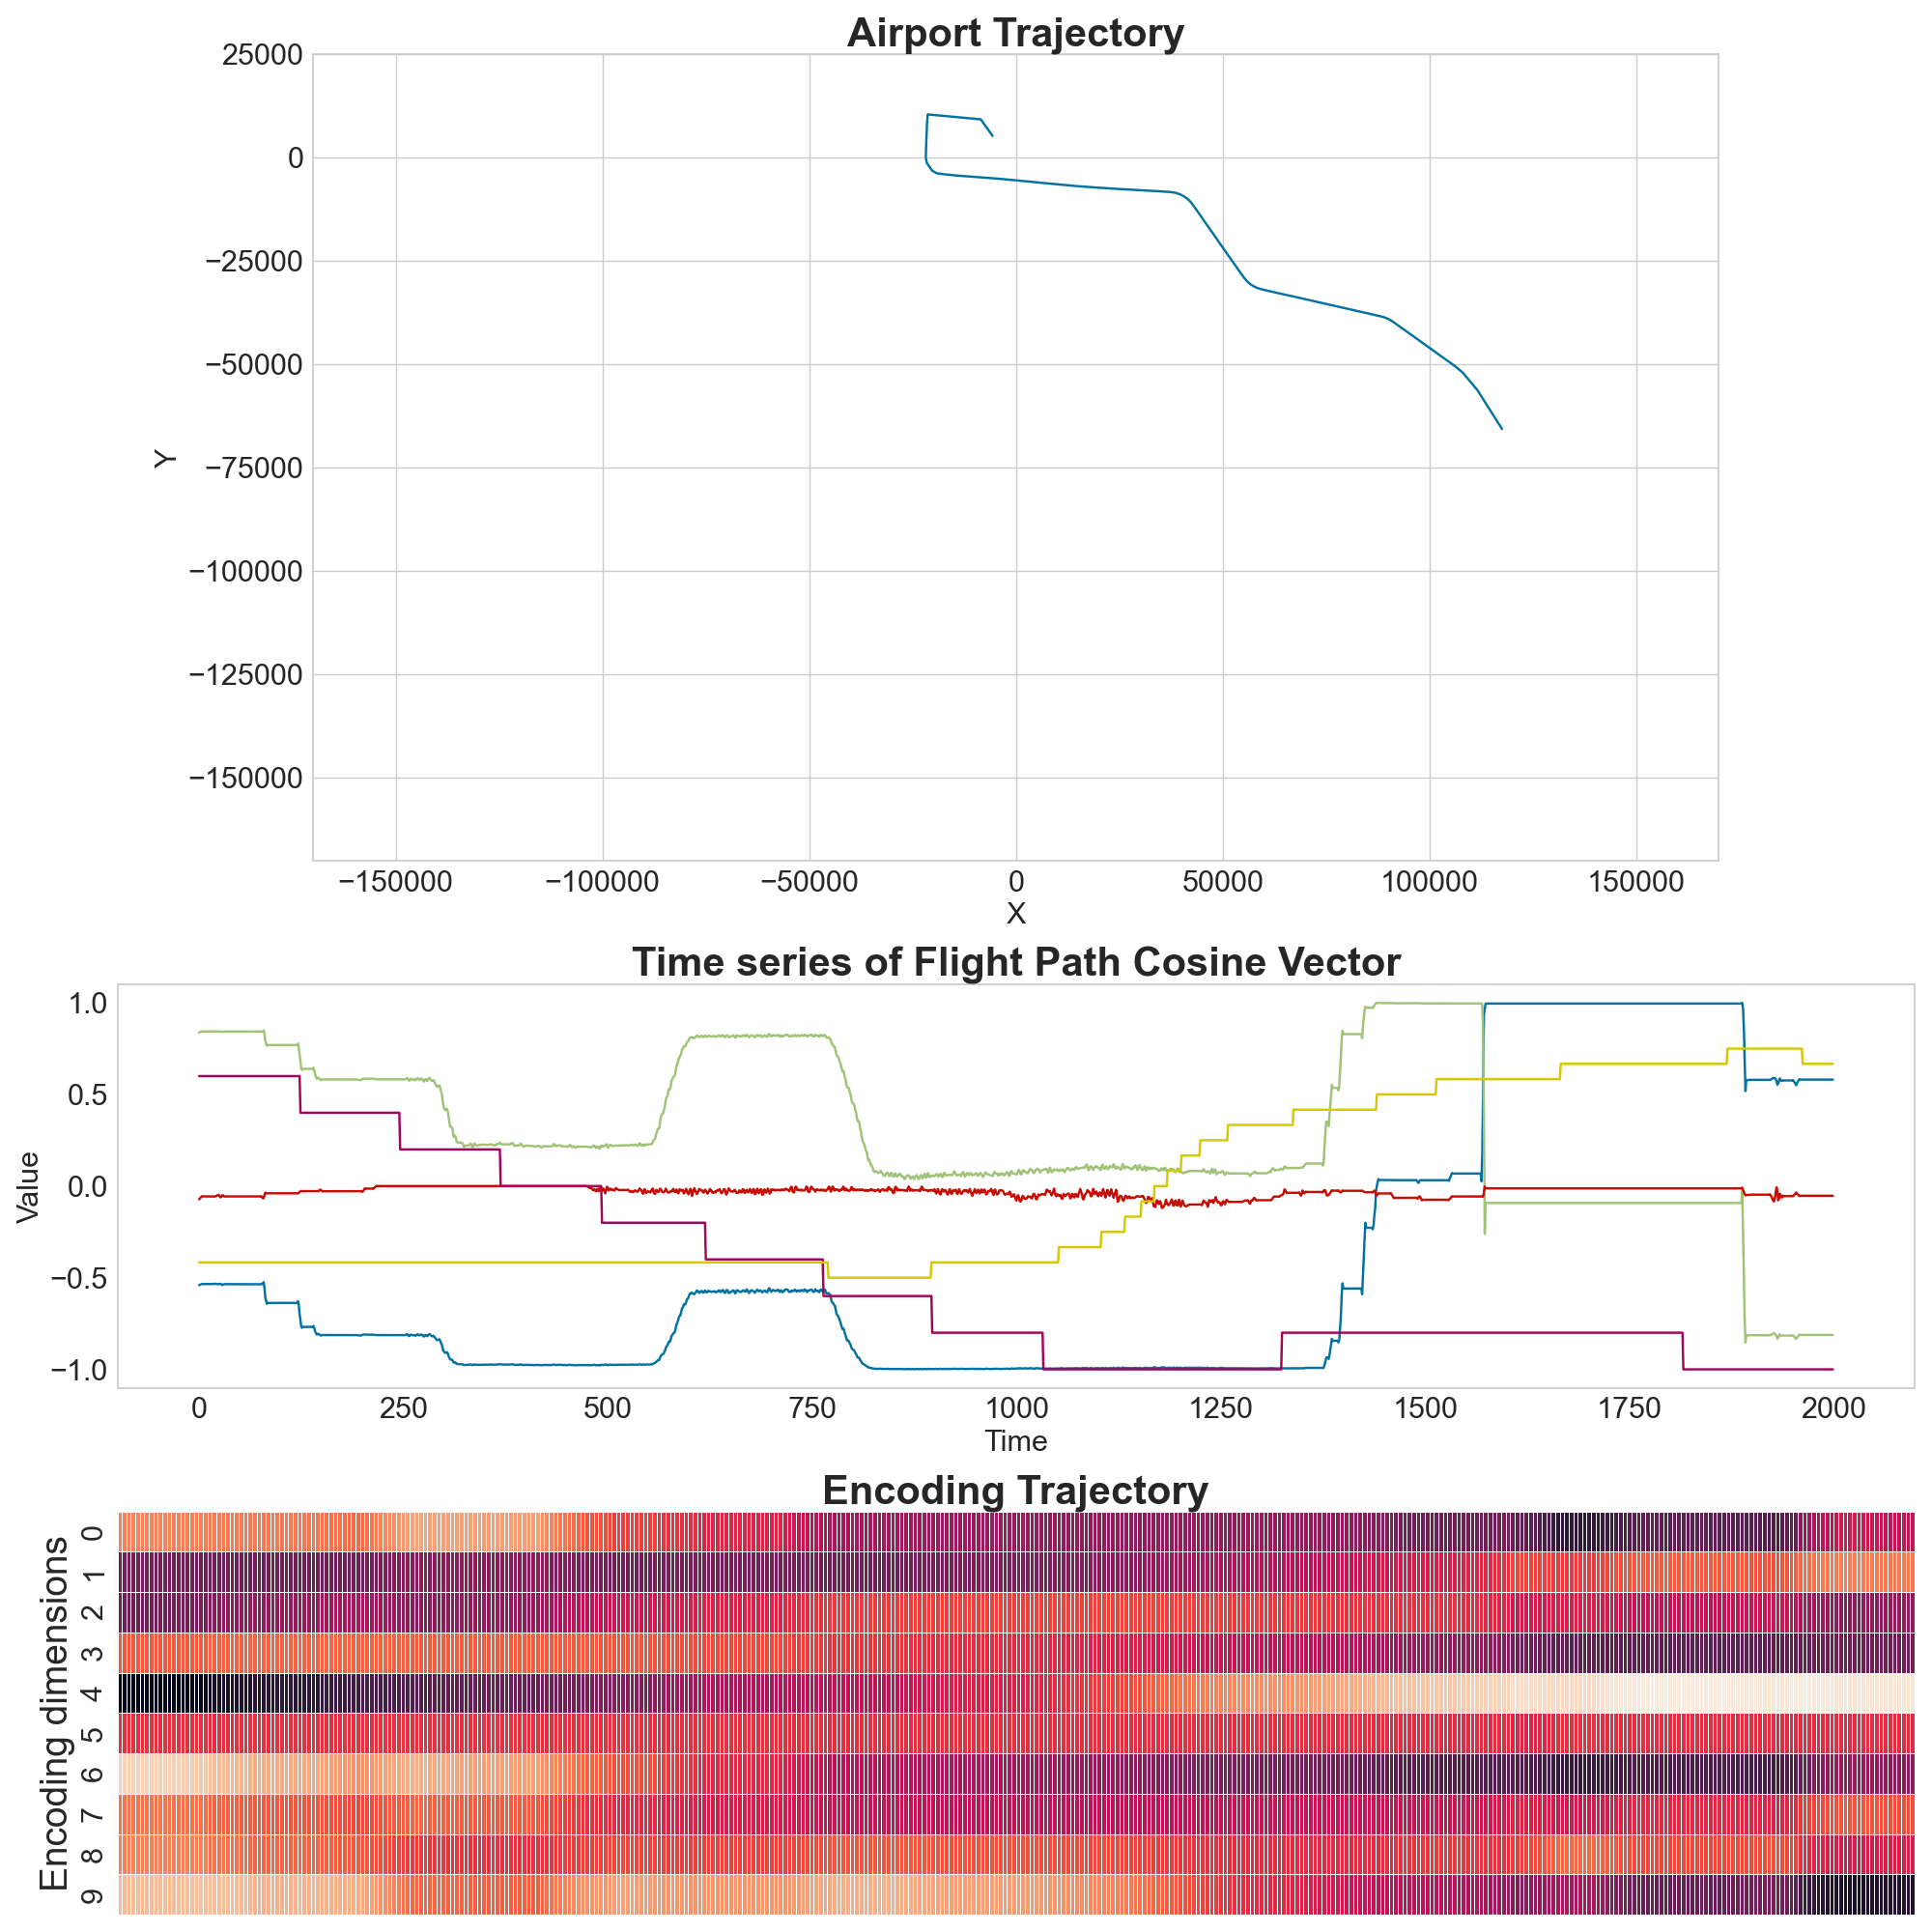 Airport Trajectory
25000
0
−25000
−50000
−75000
−100000
−125000
−150000
Y
−150000 −100000 −50000 0 50000 100000 150000
X
Time series of Flight Path Cosine Vector
1.0
0.5
0.0
−0.5
−1.0
Value
0 250 500 750 1000 1250 1500 1750 2000
Time
Encoding Trajectory
Encoding dimensions
0
1
2
3
4
5
6
7
8
9